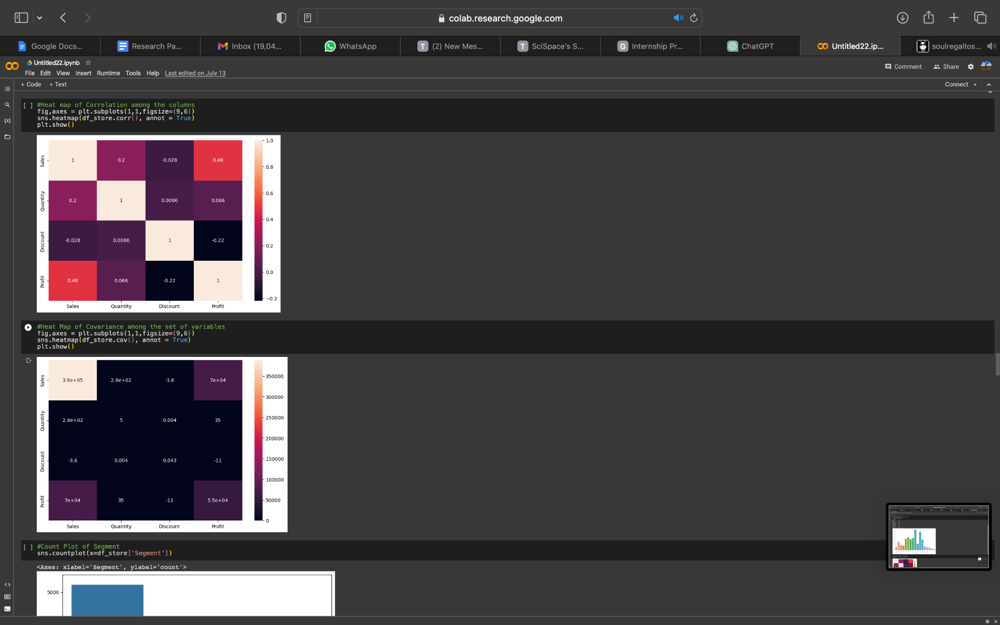 colab.research.google.com
Google Docs...
Research Pa...
Inbox (19,04...
WhatsApp
T (2) New Mes...
T SciSpace's S...
G Internship Pr...
ChatGPT
Untitled22.ip...
soulregaltos...
Untitled22.ipynb
Comment
Share
File Edit View Insert Runtime Tools Help Last edited on July 13
+ Code + Text
Connect
[ ] #Heat map of Correlation among the columns
fig,axes = plt.subplots(1,1,figsize=(9,6))
sns.heatmap(df_store.corr(), annot = True)
plt.show()
{x}
1.0
Sales 1 0.2 -0.028 0.48
0.8
0.6
Quantity 0.2 1 0.0086 0.066
0.4
Discount -0.028 0.0086 1 -0.22
0.2
0.0
Profit 0.48 0.066 -0.22 1
-0.2
Sales Quantity Discount Profit
#Heat Map of Covariance among the set of variables
fig,axes = plt.subplots(1,1,figsize=(9,6))
sns.heatmap(df_store.cov(), annot = True)
plt.show()
350000
Sales 3.9e+05 2.8e+02 -3.6 7e+04
300000
250000
Quantity 2.8e+02 5 0.004 35
200000
150000
Discount -3.6 0.004 0.043 -11
100000
Profit 7e+04 35 -11 5.5e+04
50000
0
Sales Quantity Discount Profit
[ ] #Count Plot of Segment
sns.countplot(x=df_store['Segment'])
<Axes: xlabel='Segment', ylabel='count'>
5000